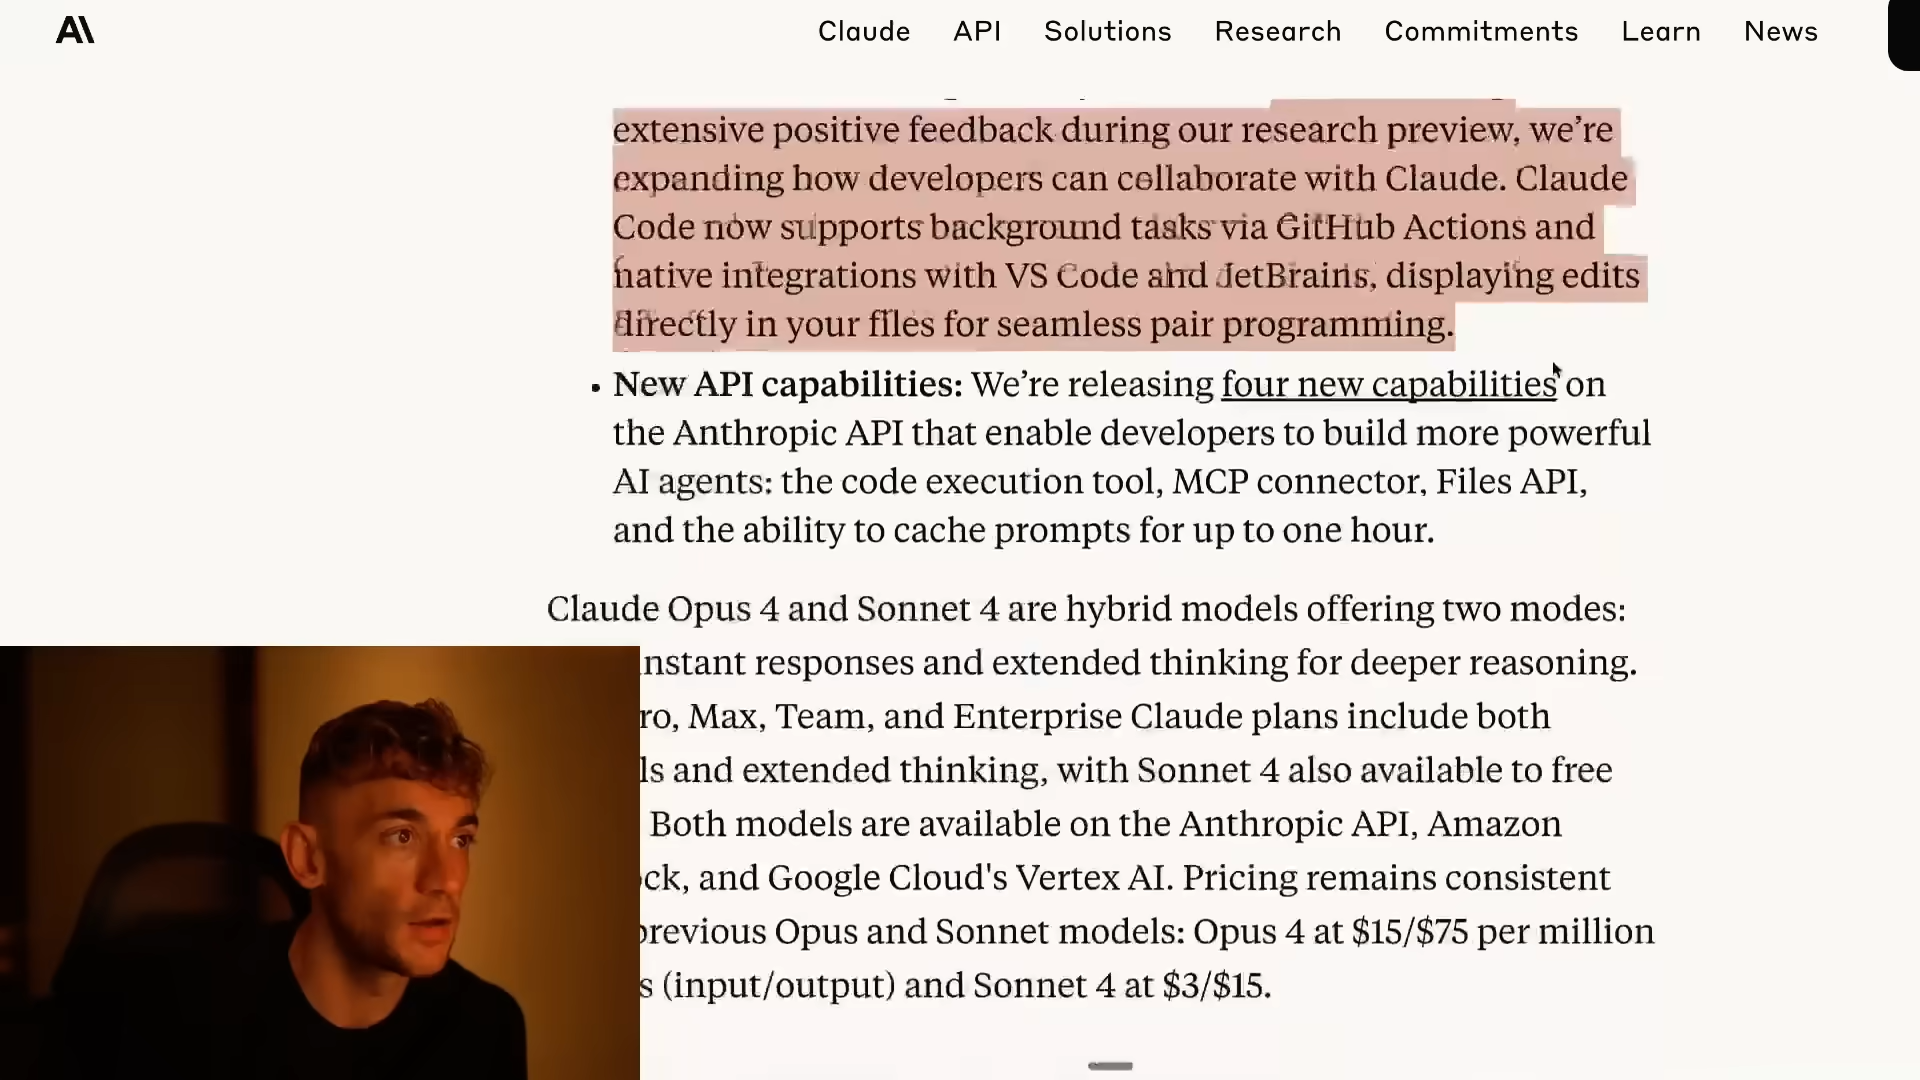 A\
Claude API Solutions Research Commitments Learn News
extensive positive feedback during our research preview, we’re
expanding how developers can collaborate with Claude. Claude
Code now supports background tasks via GitHub Actions and
native integrations with VS Code and JetBrains, displaying edits
directly in your files for seamless pair programming.
• New API capabilities: We’re releasing four new capabilities on
the Anthropic API that enable developers to build more powerful
AI agents: the code execution tool, MCP connector, Files API,
and the ability to cache prompts for up to one hour.
Claude Opus 4 and Sonnet 4 are hybrid models offering two modes:
nstant responses and extended thinking for deeper reasoning.
ro, Max, Team, and Enterprise Claude plans include both
ls and extended thinking, with Sonnet 4 also available to free
Both models are available on the Anthropic API, Amazon
ck, and Google Cloud's Vertex AI. Pricing remains consistent
previous Opus and Sonnet models: Opus 4 at $15/$75 per million
s (input/output) and Sonnet 4 at $3/$15.